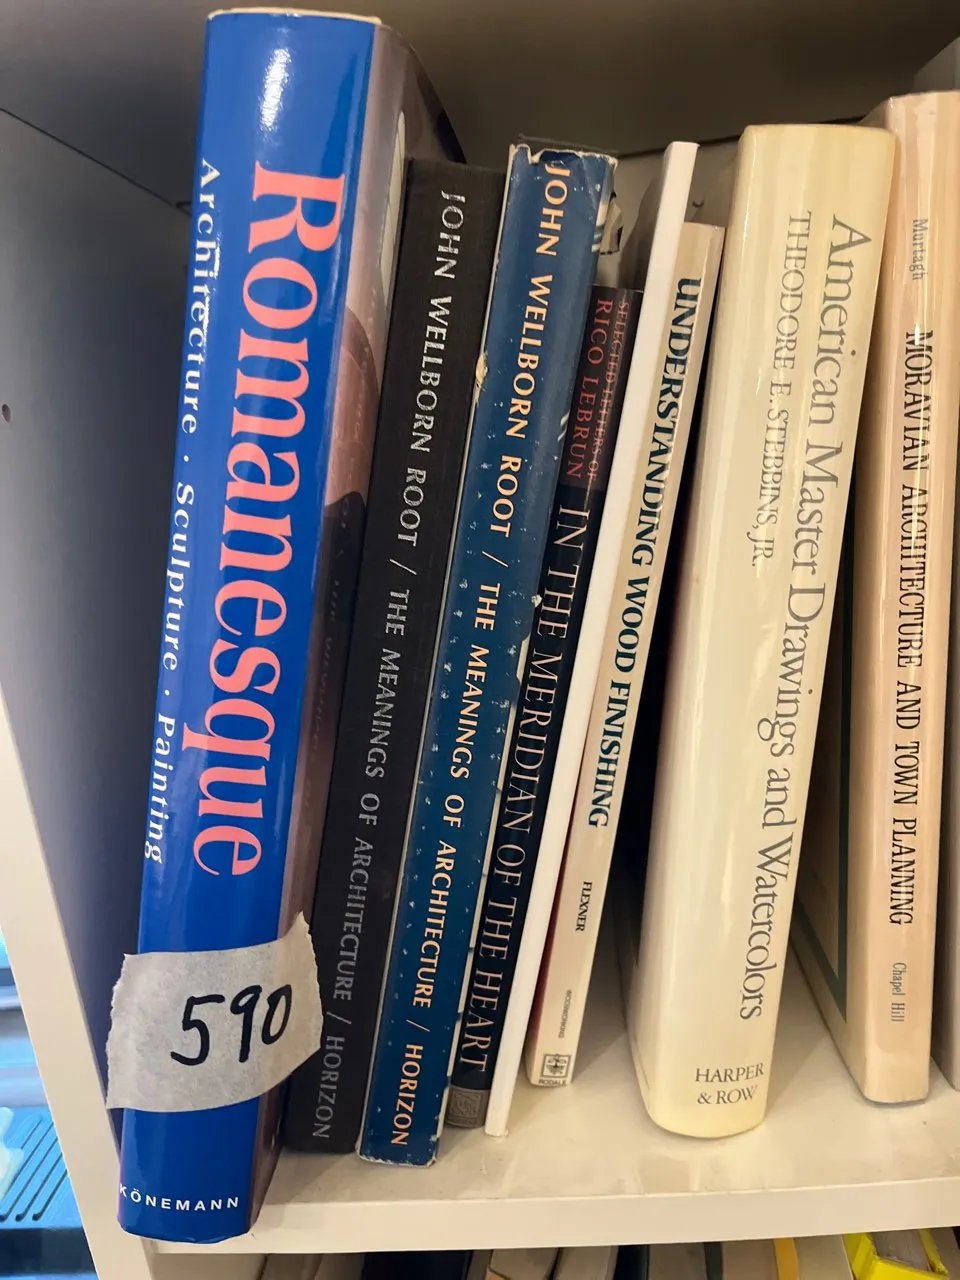 Romanesque
Architecture · Sculpture · Painting
590
KÖNEMANN
JOHN WELLBORN ROOT / THE MEANINGS OF ARCHITECTURE / HORIZON
JOHN WELLBORN ROOT / THE MEANINGS OF ARCHITECTURE / HORIZON
SELECTED LETTERS OF
RICO LEBRUN
IN THE MERIDIAN OF THE HEART
UNDERSTANDING WOOD FINISHING
FLEXNER
WOODWORKING
RODALE
American Master Drawings and Watercolors
THEODORE E. STEBBINS, JR.
HARPER
& ROW
Murtagh
MORAVIAN ARCHITECTURE AND TOWN PLANNING
Chapel Hill